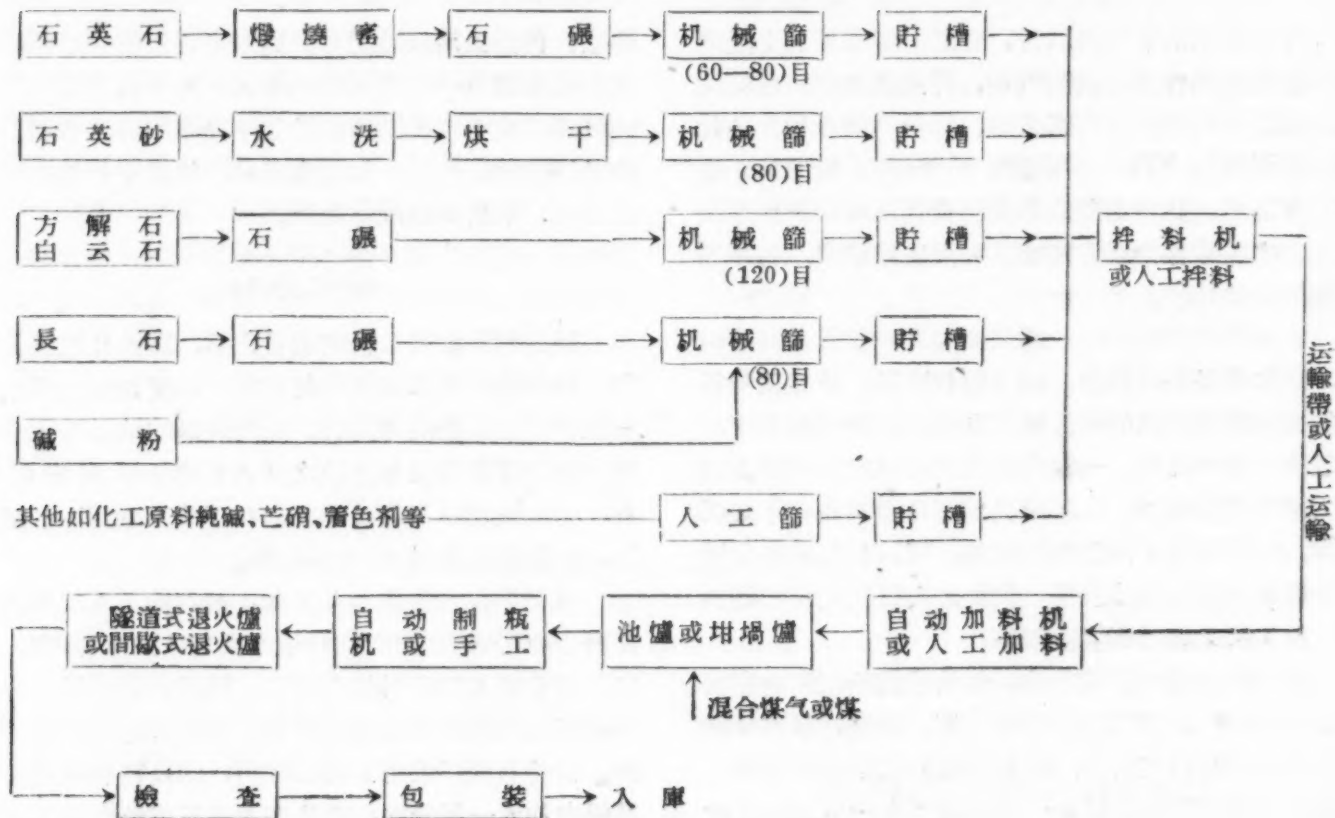 石英石 煅燒窰 石碾 机械篩 貯槽
(60—80)目
石英砂 水洗 烘干 机械篩 貯槽
(80)目
方解石
白云石
石碾 机械篩 貯槽 拌料机
(120)目 或人工拌料
長石 石碾 机械篩 貯槽
(80)目
运輸帶或人工运輸
碱粉
其他如化工原料純碱、芒硝、着色剂等 人工篩 貯槽
隧道式退火爐
或間歇式退火爐
自动制瓶
机或手工
池爐或坩堝爐
自动加料机
或人工加料
混合煤气或煤
檢查 包裝 入庫